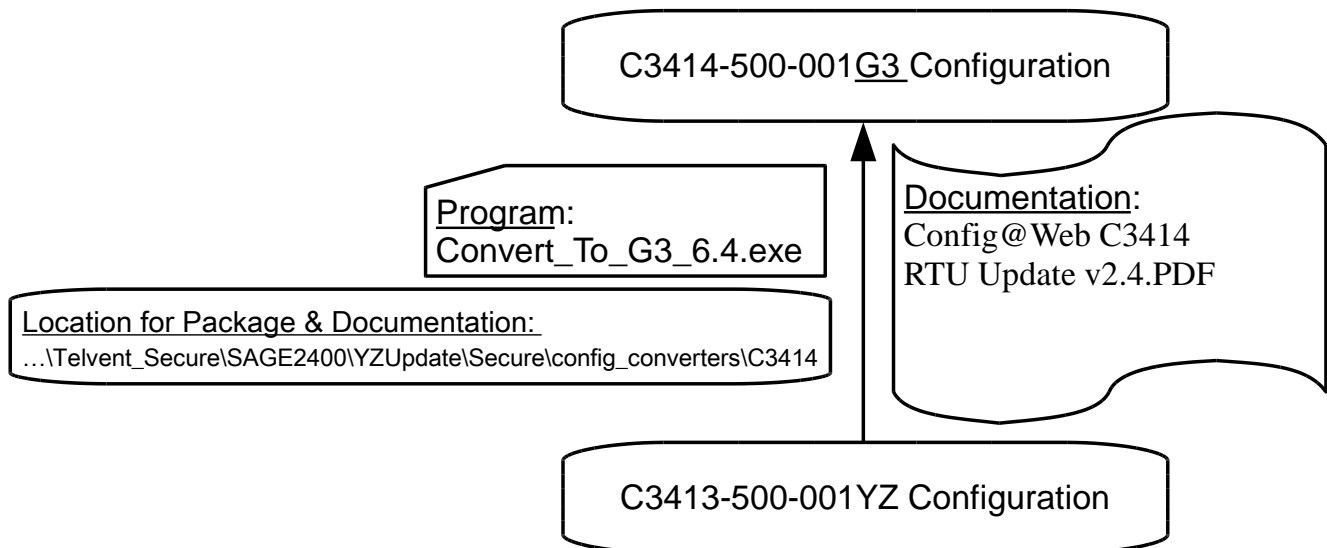 C3414-500-001G3 Configuration
Program:
Convert_To_G3_6.4.exe
Documentation:
Config@Web C3414
RTU Update v2.4.PDF
Location for Package & Documentation:
…\Telvent_Secure\SAGE2400\YZUpdate\Secure\config_converters\C3414
C3413-500-001YZ Configuration